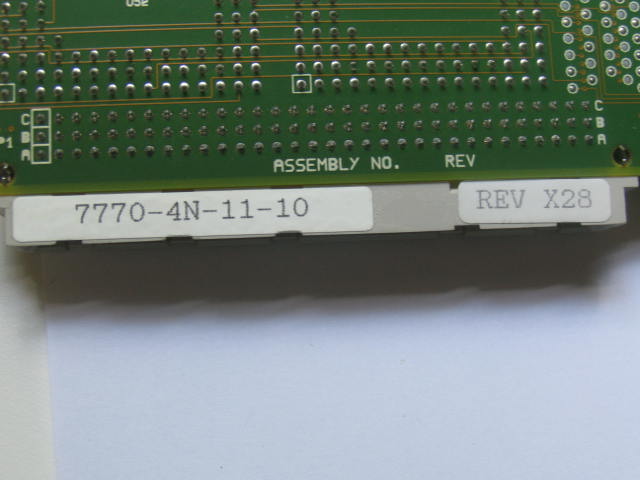 U52
C C
B B
P1
A A
ASSEMBLY NO. REV
7770-4N-11-10 REV X28